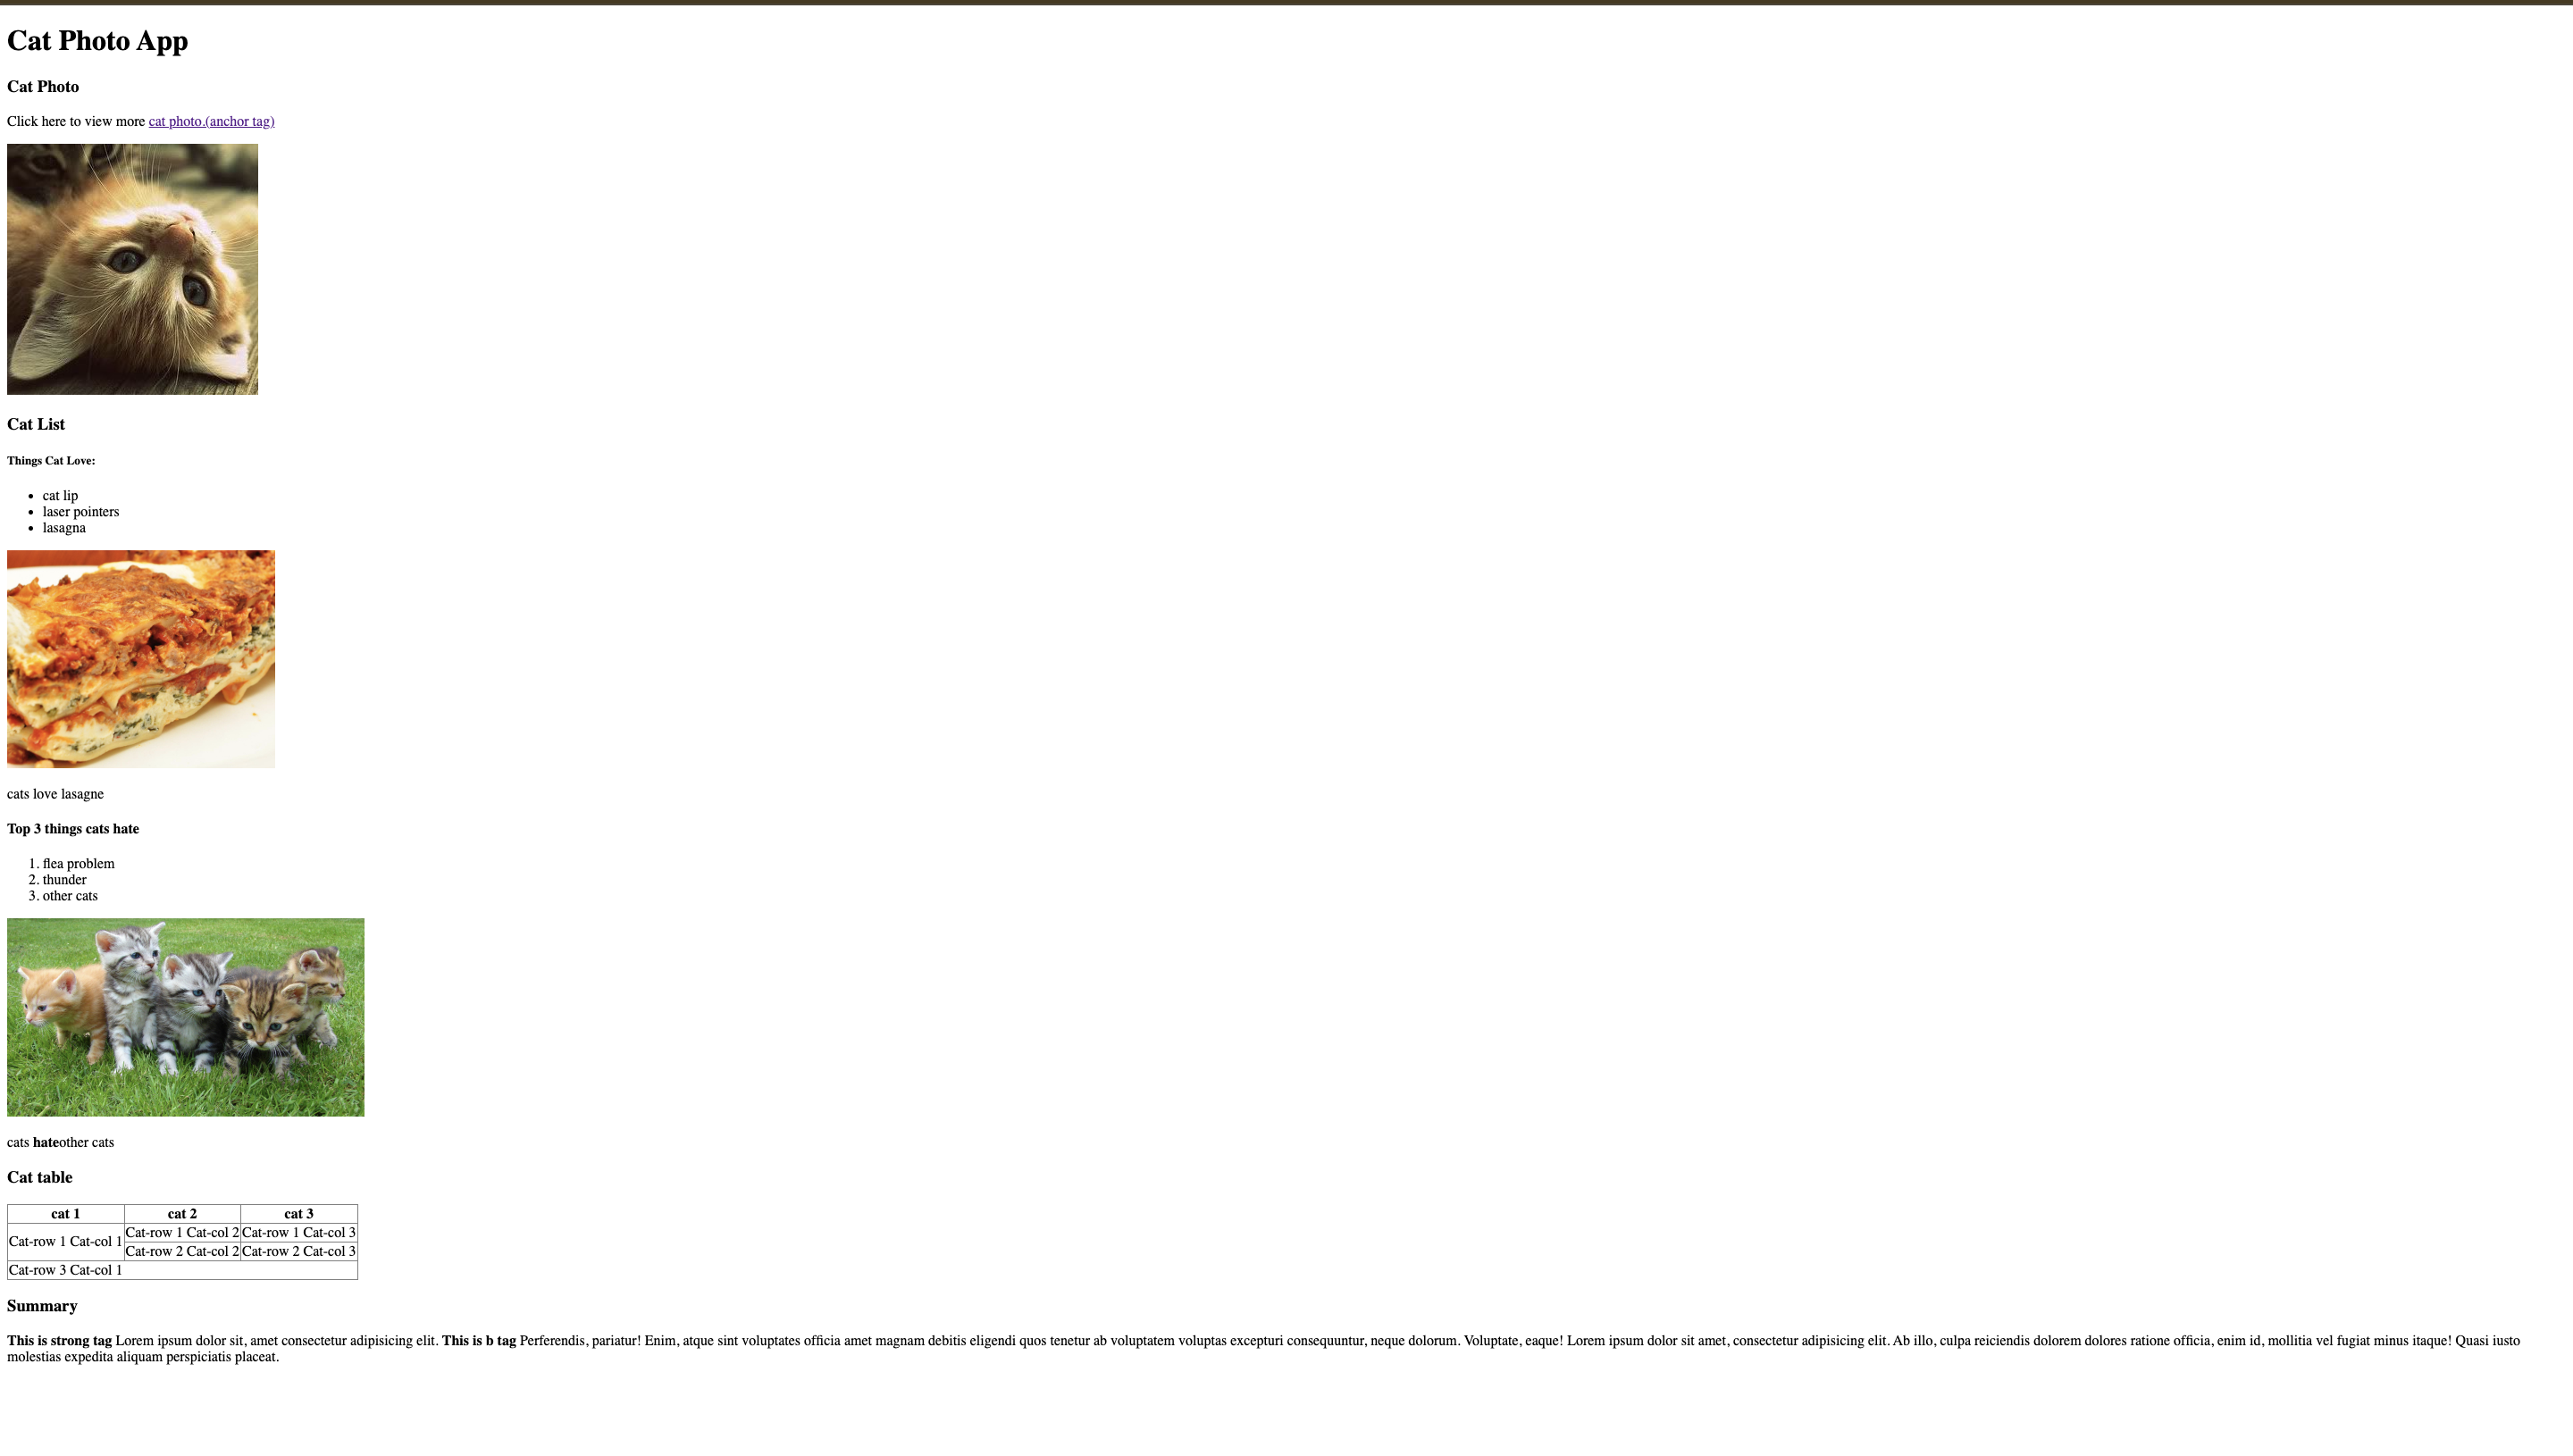 Cat Photo App
Cat Photo
Click here to view more cat photo.(anchor tag)
Cat List
Things Cat Love:
• cat lip
• laser pointers
• lasagna
cats love lasagne
Top 3 things cats hate
1. flea problem
2. thunder
3. other cats
cats hateother cats
Cat table
cat 1 cat 2 cat 3
Cat-row 1 Cat-col 1 Cat-row 1 Cat-col 2 Cat-row 1 Cat-col 3
Cat-row 2 Cat-col 2 Cat-row 2 Cat-col 3
Cat-row 3 Cat-col 1
Summary
This is strong tag Lorem ipsum dolor sit, amet consectetur adipisicing elit. This is b tag Perferendis, pariatur! Enim, atque sint voluptates officia amet magnam debitis eligendi quos tenetur ab voluptatem voluptas excepturi consequuntur, neque dolorum. Voluptate, eaque! Lorem ipsum dolor sit amet, consectetur adipisicing elit. Ab illo, culpa reiciendis dolorem dolores ratione officia, enim id, mollitia vel fugiat minus itaque! Quasi iusto
molestias expedita aliquam perspiciatis placeat.